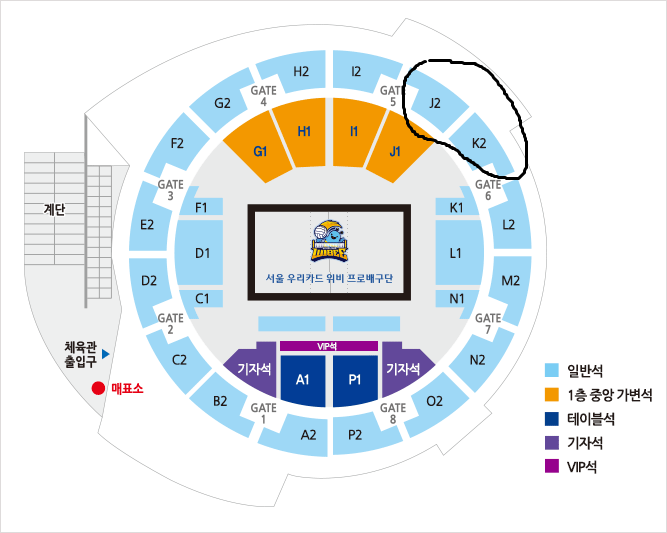 H2
I2
G2
GATE
4
GATE
5
J2
F2
H1
I1
K2
G1
J1
계단
GATE
3
GATE
6
F1
K1
E2
L2
D1
서울 우리카드 위비 프로배구단
L1
D2
M2
C1
N1
GATE
2
GATE
7
체육관
출입구
매표소
VIP석
C2
N2
기자석
A1
P1
기자석
B2
O2
GATE
1
GATE
8
A2
P2
일반석
1층 중앙 가변석
테이블석
기자석
VIP석